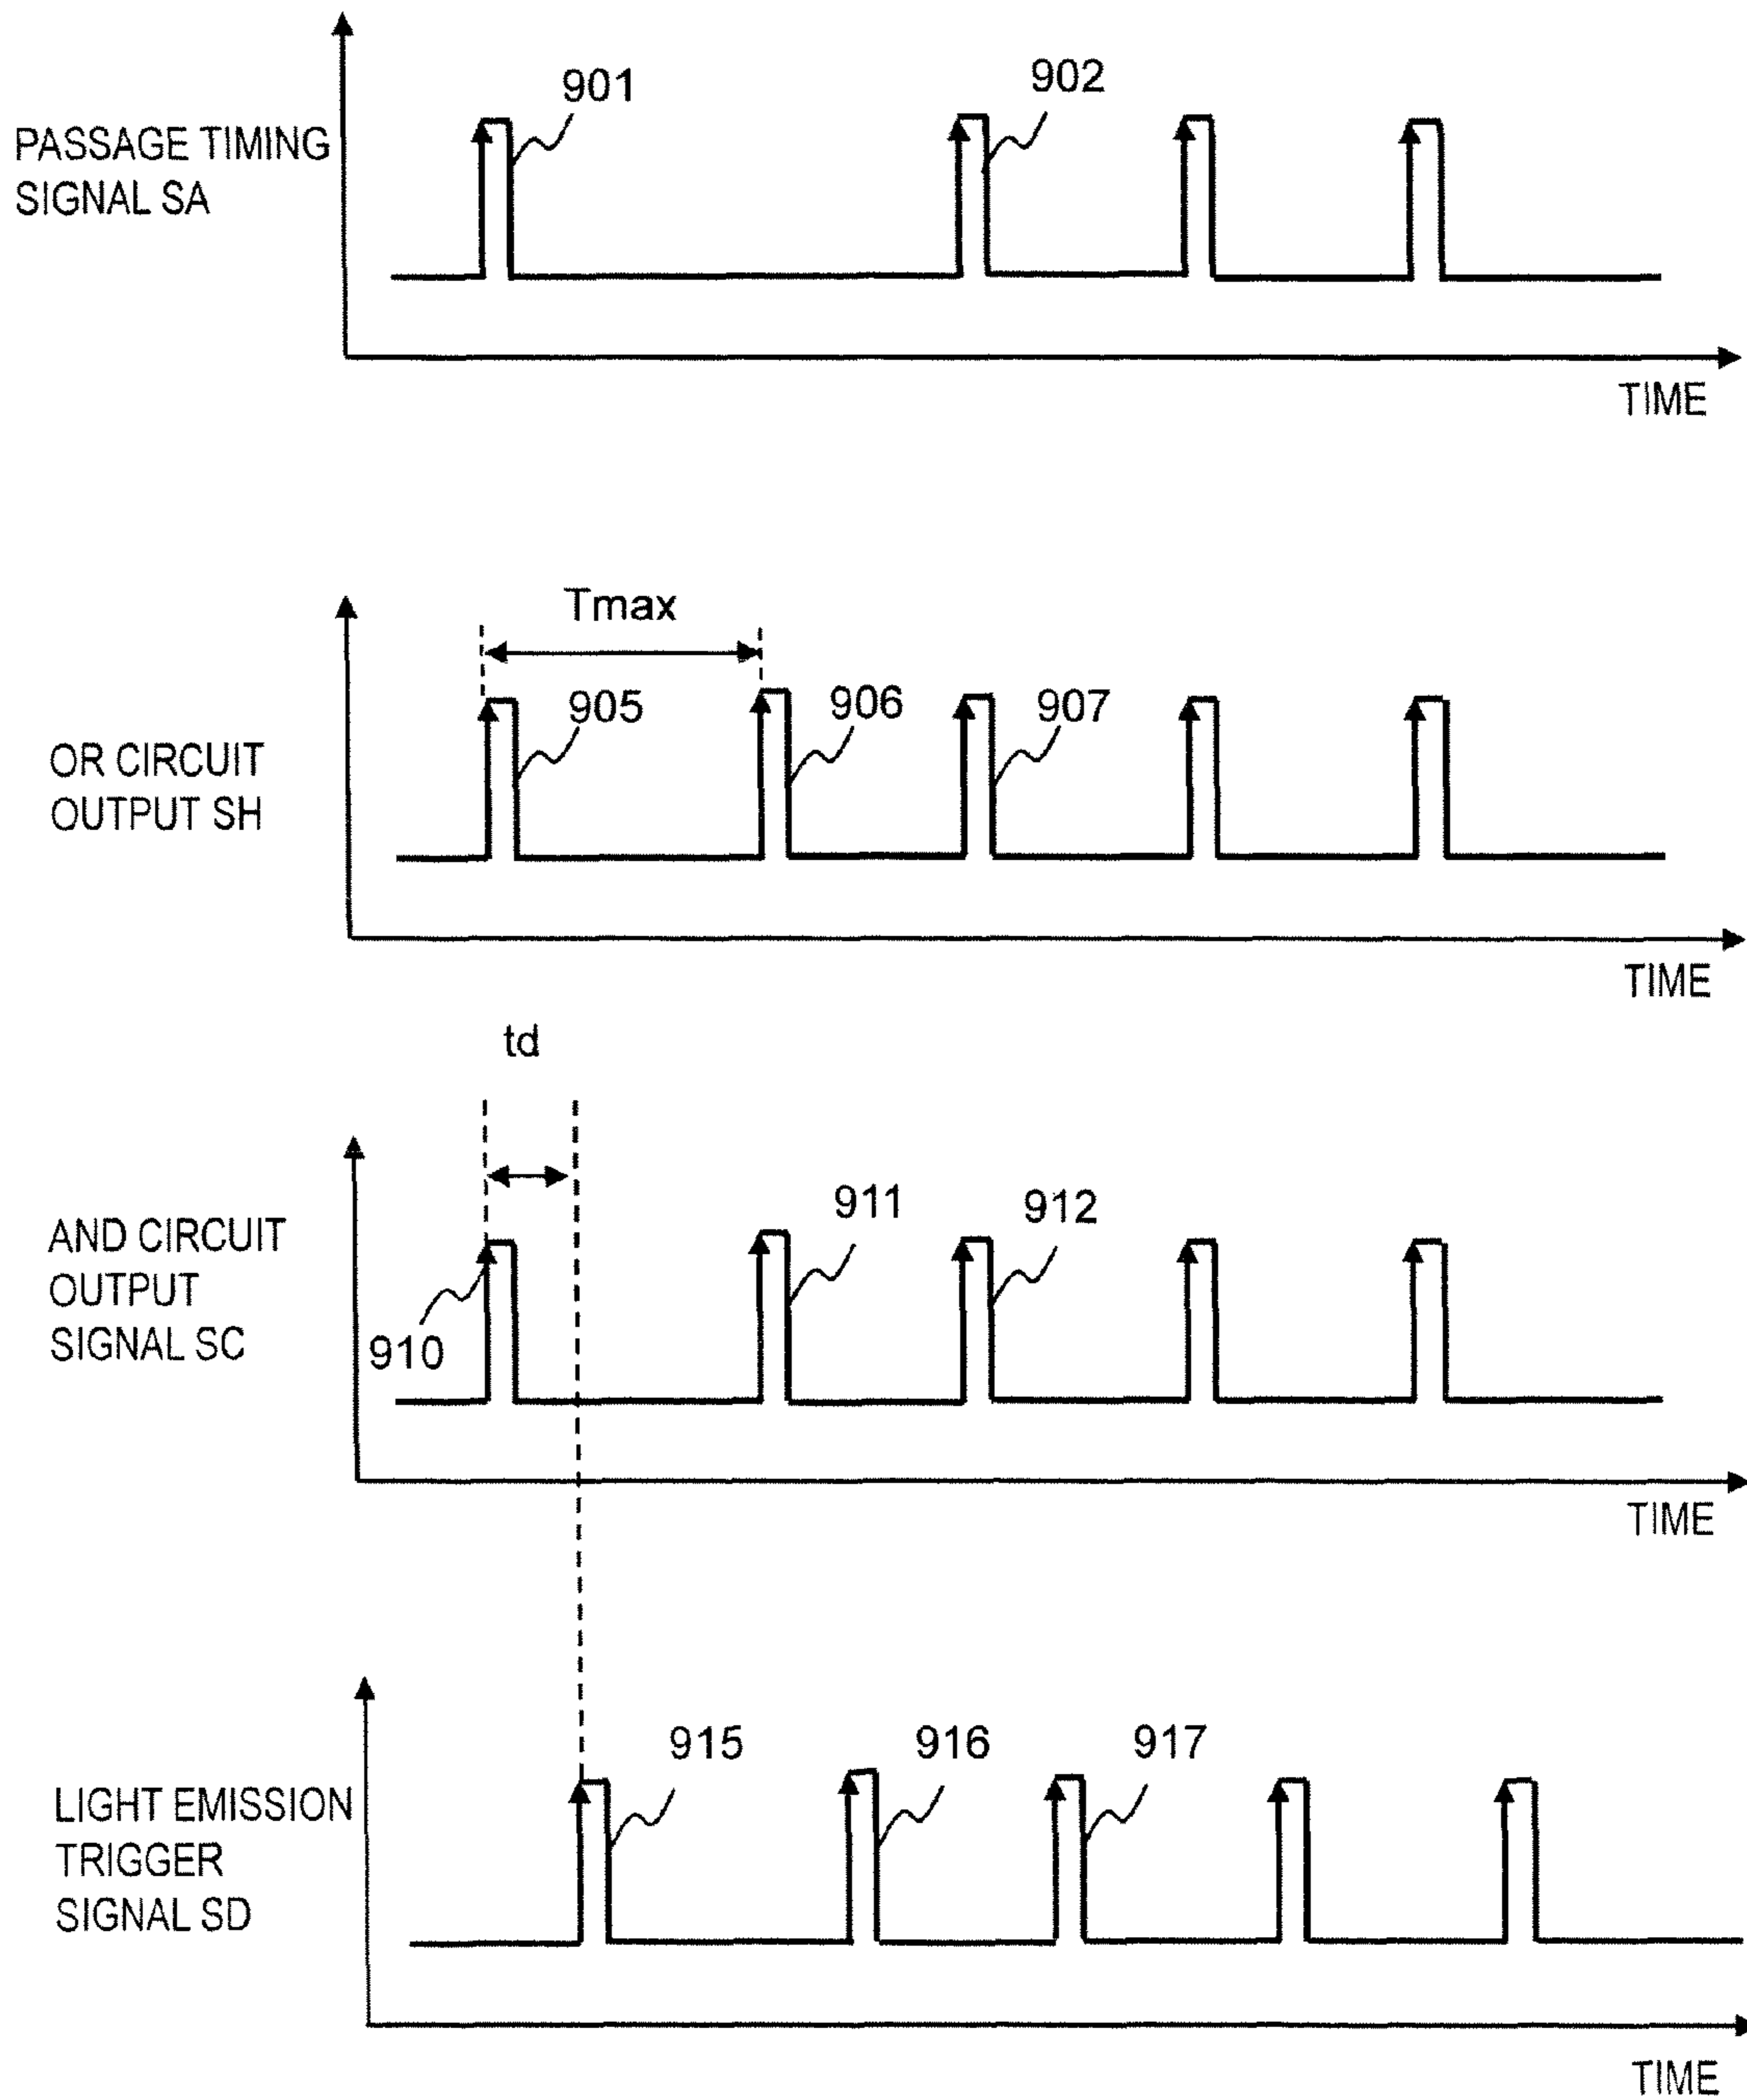 901
902
PASSAGE TIMING
SIGNAL SA
TIME
Tmax
905
906
907
OR CIRCUIT
OUTPUT SH
TIME
td
911
912
AND CIRCUIT
OUTPUT
SIGNAL SC
910
TIME
915
916
917
LIGHT EMISSION
TRIGGER
SIGNAL SD
TIME